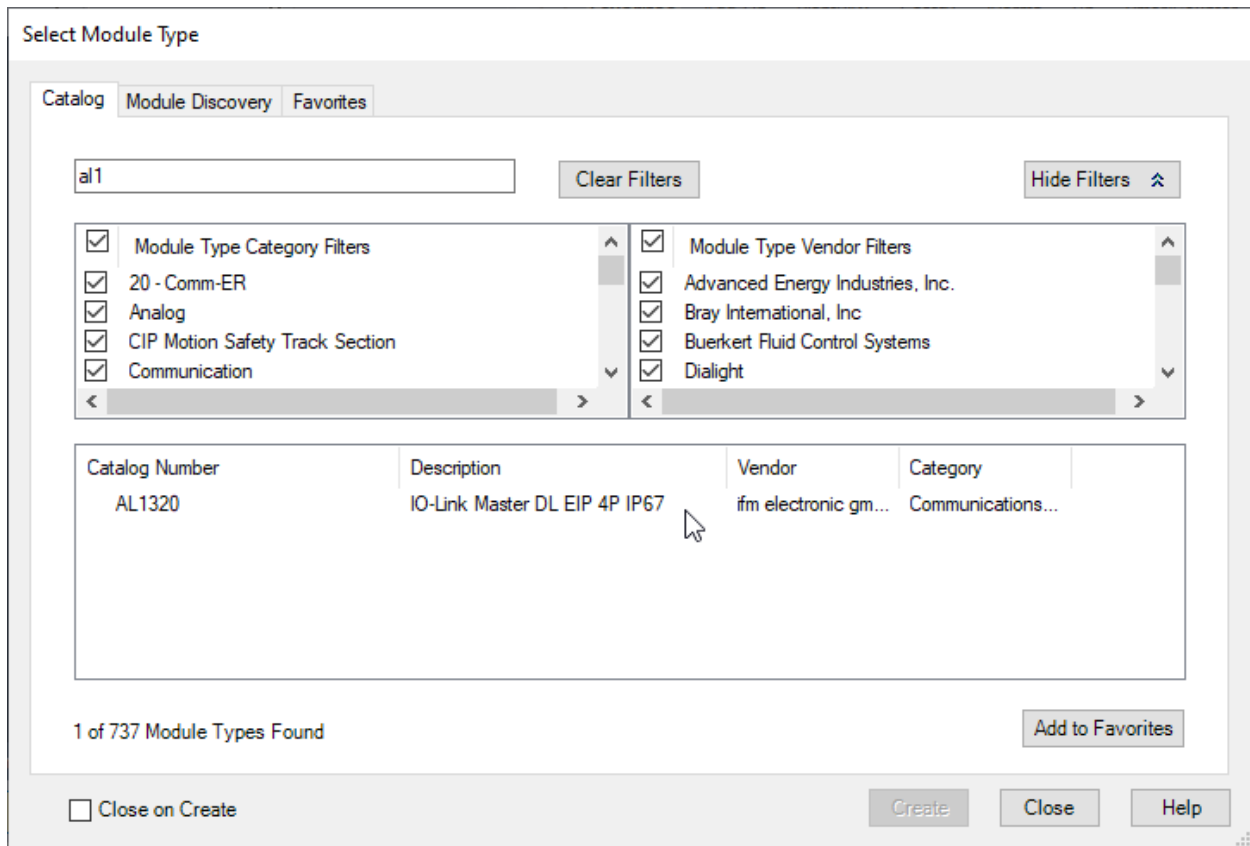 Select Module Type
Catalog Module Discovery Favorites
al1 Clear Filters Hide Filters
Module Type Category Filters
20 - Comm-ER
Analog
CIP Motion Safety Track Section
Communication
Module Type Vendor Filters
Advanced Energy Industries, Inc.
Bray International, Inc
Buerkert Fluid Control Systems
Dialight
Catalog Number Description Vendor Category
AL1320 IO-Link Master DL EIP 4P IP67 ifm electronic gm... Communications...
1 of 737 Module Types Found Add to Favorites
Close on Create Create Close Help